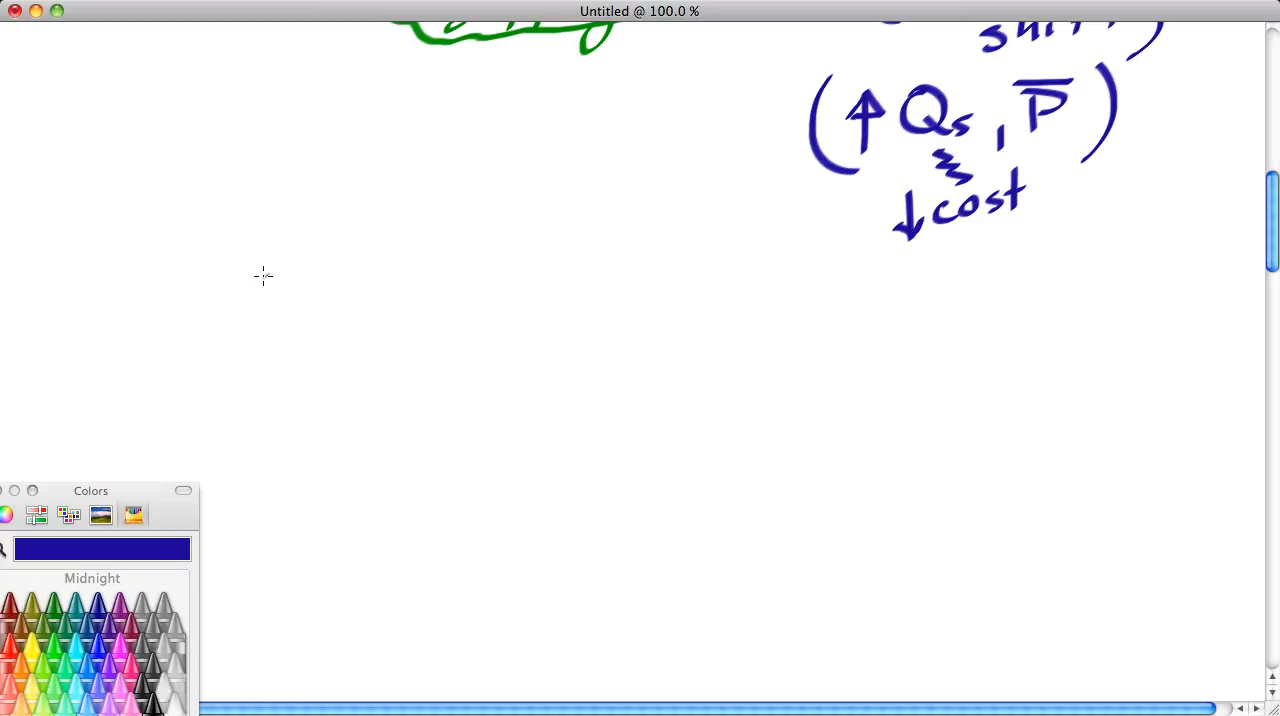 Untitled @ 100.0 %
(↑ Qs, P̅)
↓ cost
Colors
Midnight